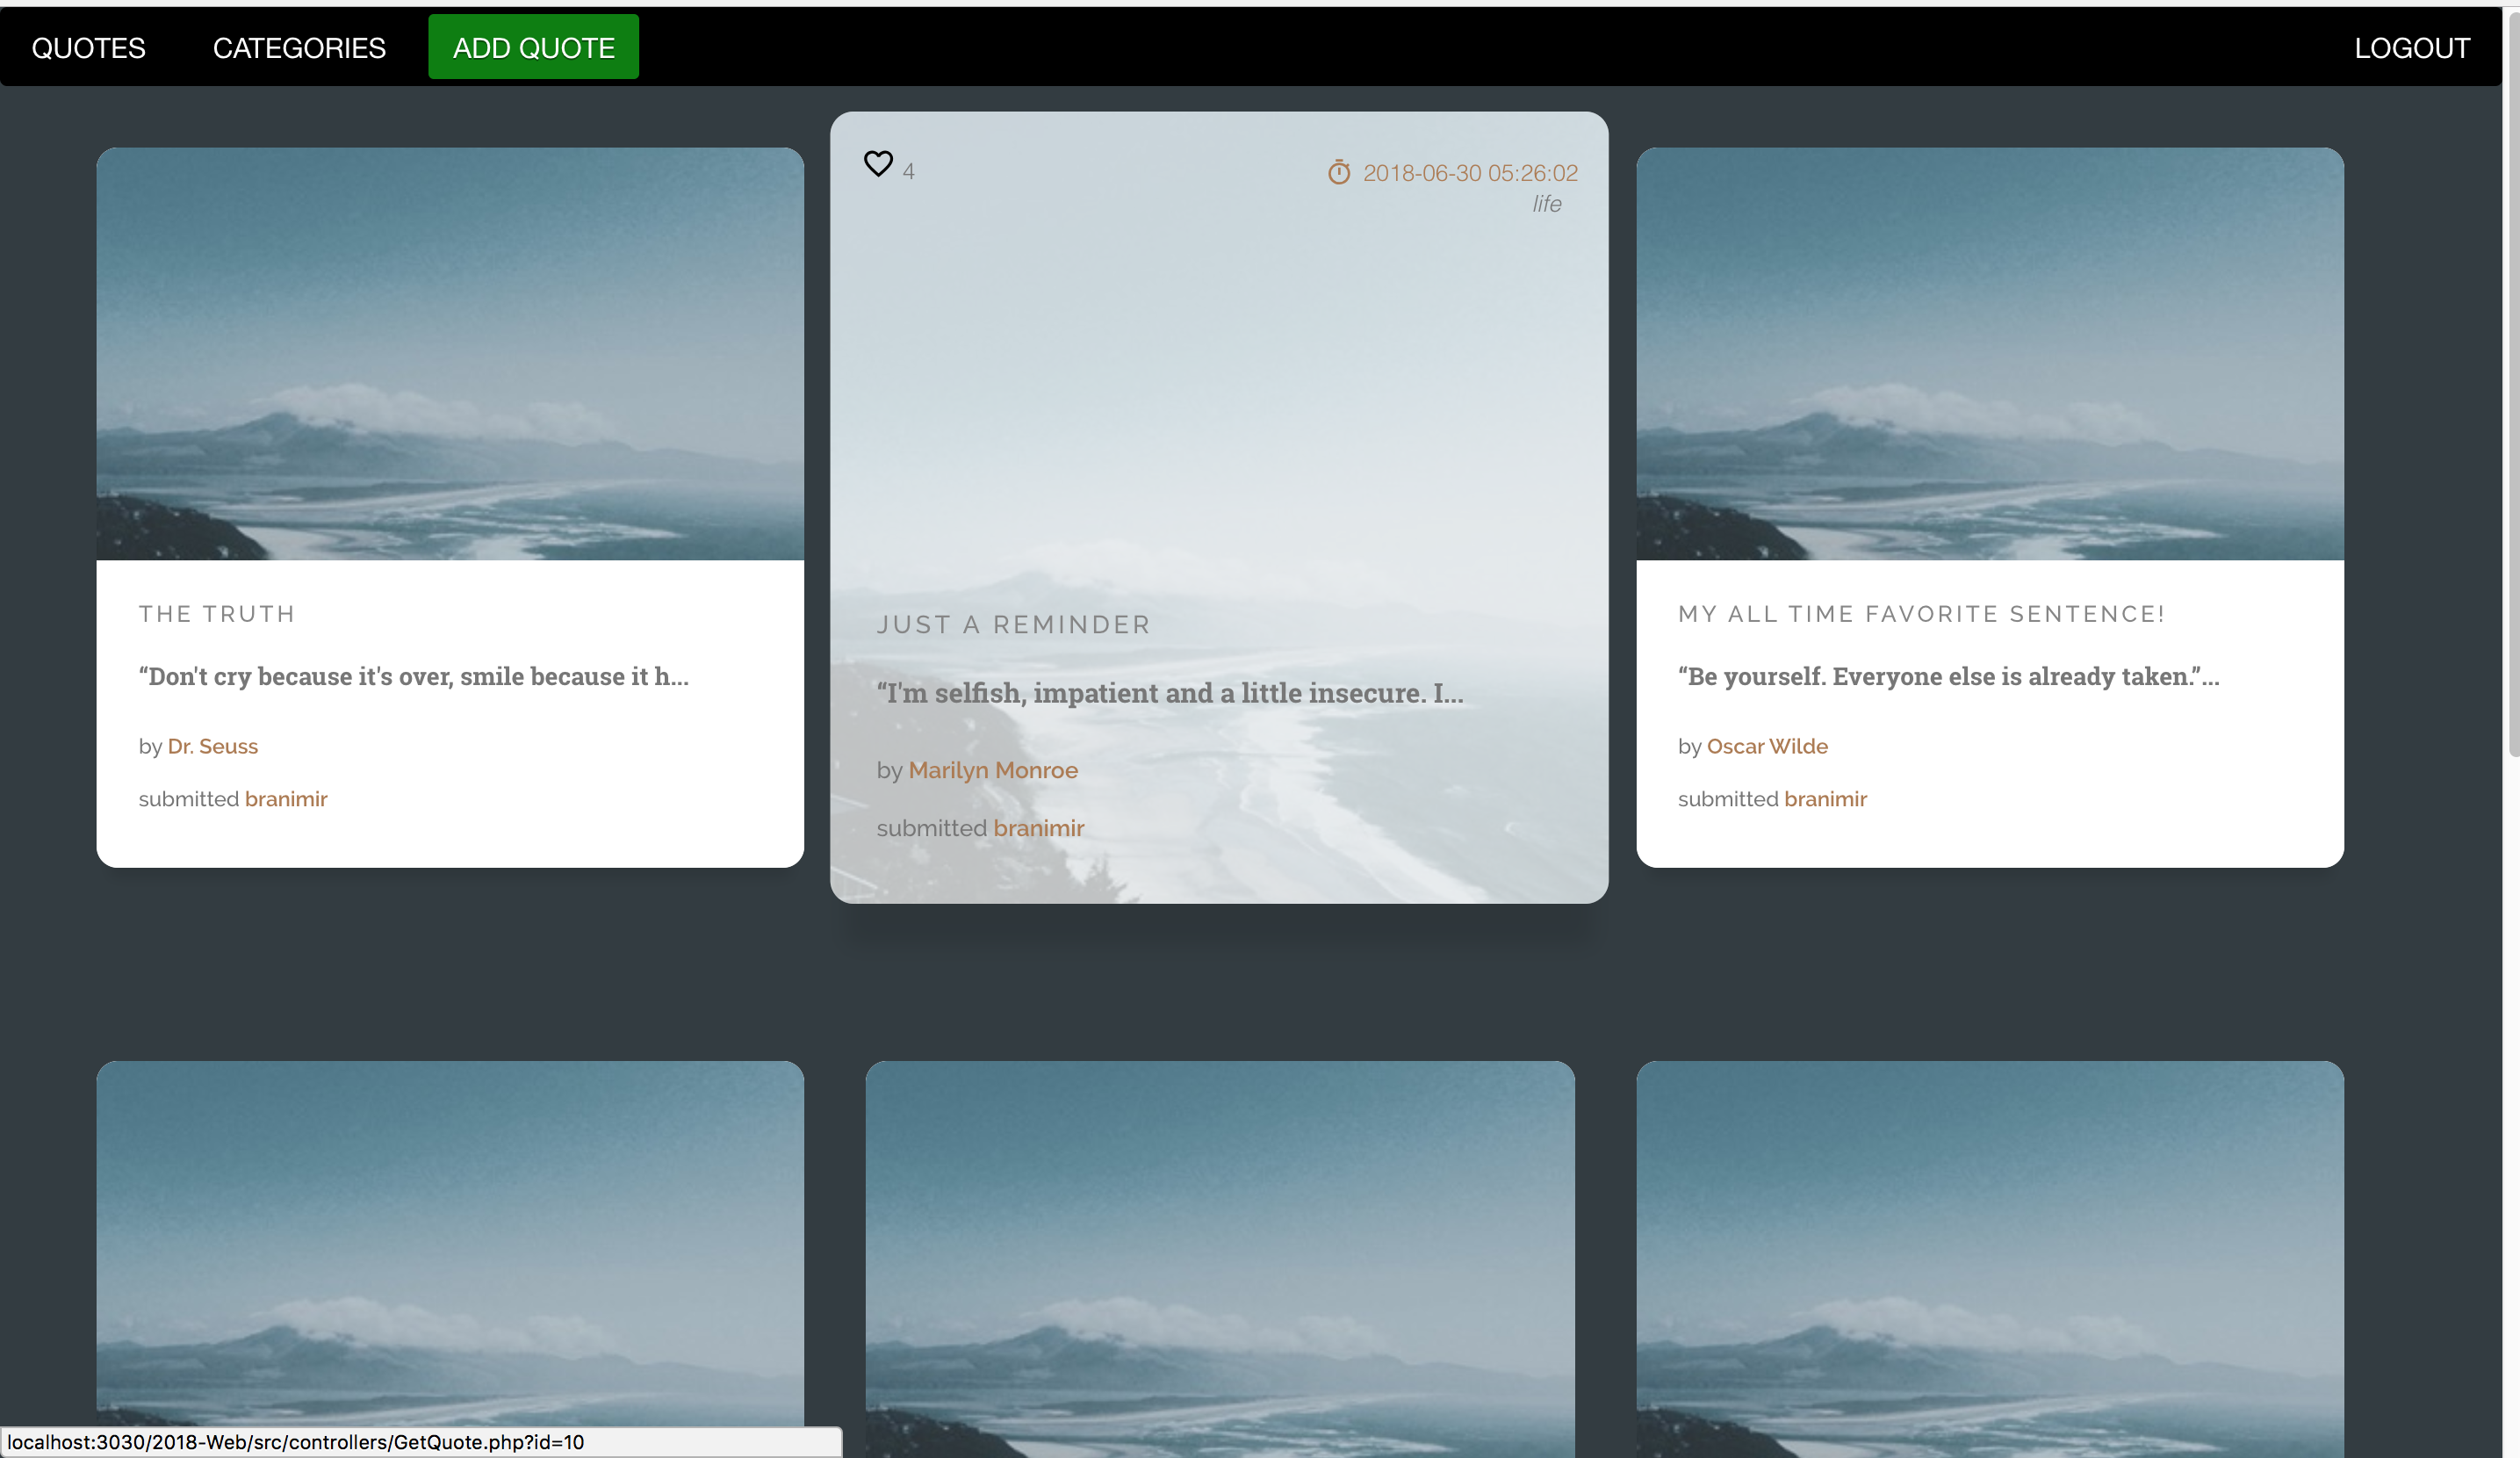 QUOTES CATEGORIES ADD QUOTE LOGOUT
4
2018-06-30 05:26:02
life
THE TRUTH
“Don't cry because it's over, smile because it h...
by Dr. Seuss
submitted branimir
JUST A REMINDER
“I'm selfish, impatient and a little insecure. I...
by Marilyn Monroe
submitted branimir
MY ALL TIME FAVORITE SENTENCE!
“Be yourself. Everyone else is already taken.”...
by Oscar Wilde
submitted branimir
localhost:3030/2018-Web/src/controllers/GetQuote.php?id=10